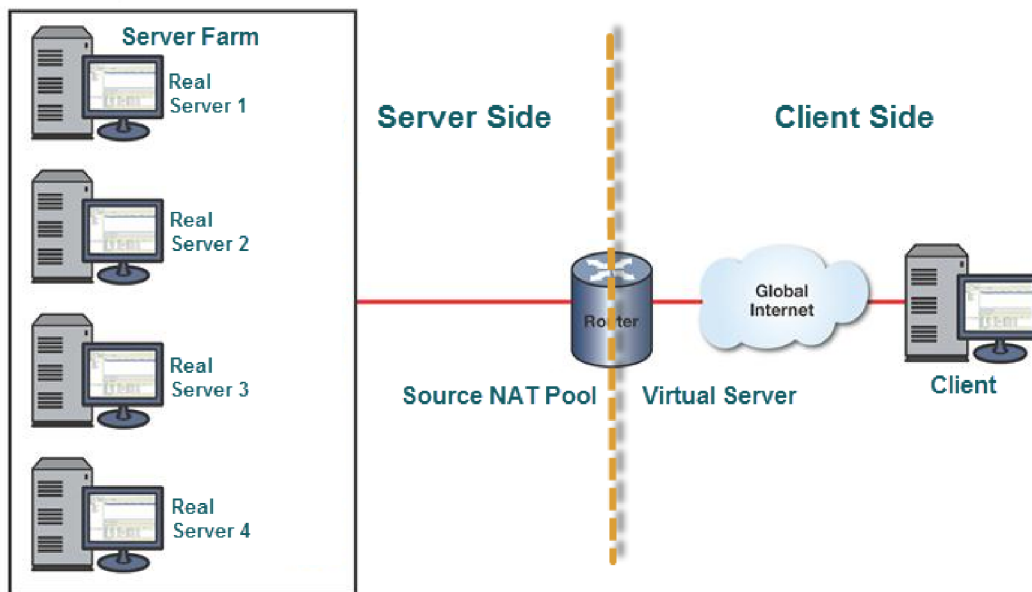 Server Farm
Real
Server 1
Real
Server 2
Real
Server 3
Real
Server 4
Server Side
Client Side
Router
Global
Internet
Source NAT Pool
Virtual Server
Client